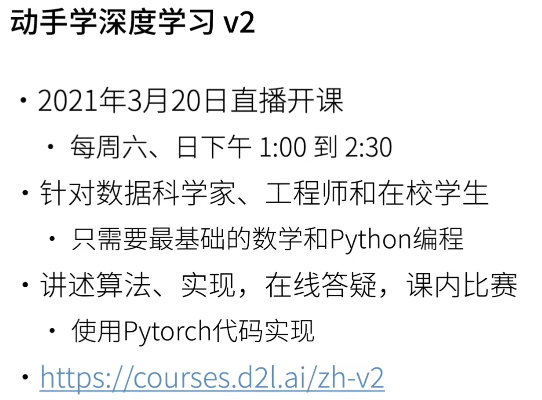 动手学深度学习 v2
• 2021年3月20日直播开课
• 每周六、日下午 1:00 到 2:30
• 针对数据科学家、工程师和在校学生
• 只需要最基础的数学和Python编程
• 讲述算法、实现，在线答疑，课内比赛
• 使用Pytorch代码实现
• https://courses.d2l.ai/zh-v2